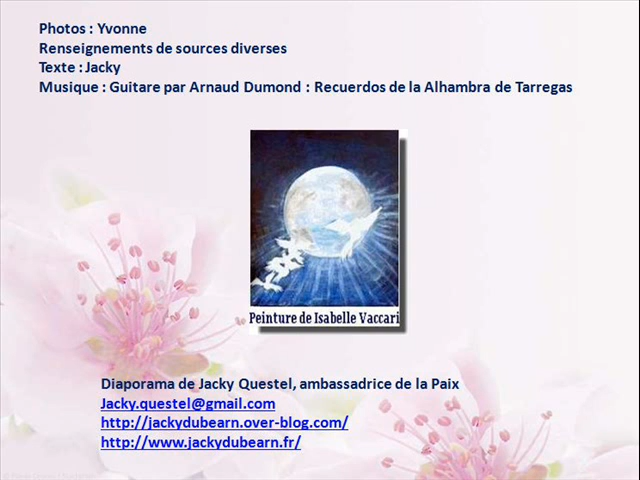 Photos : Yvonne
Renseignements de sources diverses
Texte : Jacky
Musique : Guitare par Arnaud Dumond : Recuerdos de la Alhambra de Tarregas
Peinture de Isabelle Vaccari
Diaporama de Jacky Questel, ambassadrice de la Paix
Jacky.questel@gmail.com
http://jackydubearn.over-blog.com/
http://www.jackydubearn.fr/